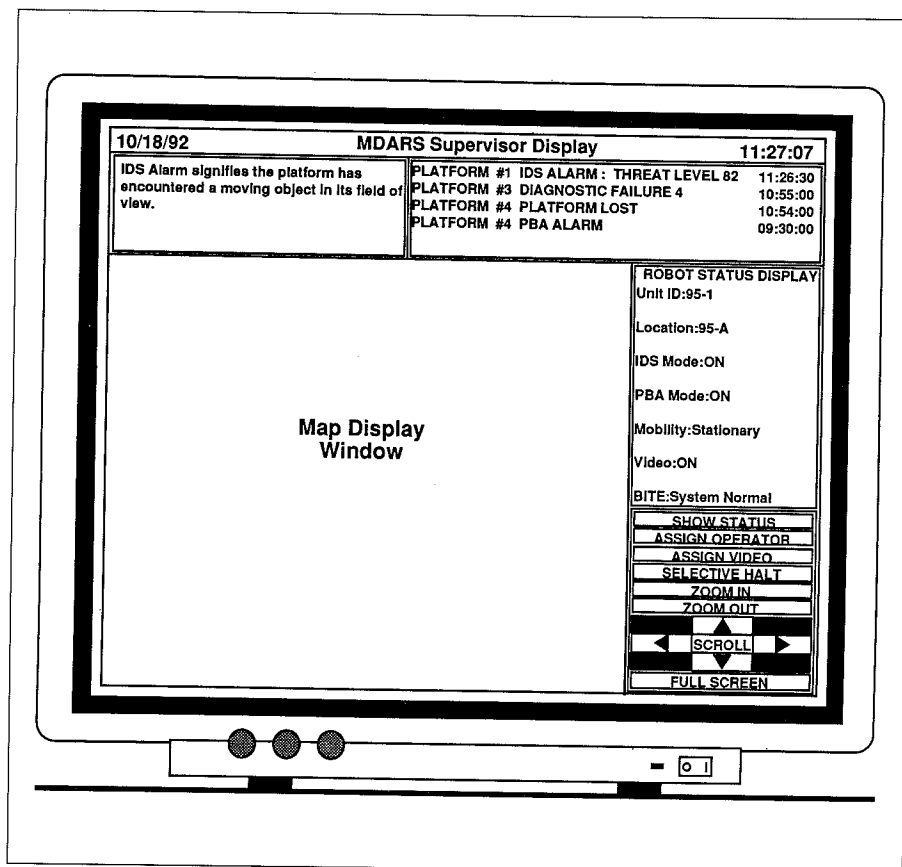 10/18/92 MDARS Supervisor Display 11:27:07
IDS Alarm signifies the platform has
encountered a moving object in its field of
view.
PLATFORM #1 IDS ALARM : THREAT LEVEL 82 11:26:30
PLATFORM #3 DIAGNOSTIC FAILURE 4 10:55:00
PLATFORM #4 PLATFORM LOST 10:54:00
PLATFORM #4 PBA ALARM 09:30:00
Map Display
Window
ROBOT STATUS DISPLAY
Unit ID:95-1
Location:95-A
IDS Mode:ON
PBA Mode:ON
Mobility:Stationary
Video:ON
BITE:System Normal
SHOW STATUS
ASSIGN OPERATOR
ASSIGN VIDEO
SELECTIVE HALT
ZOOM IN
ZOOM OUT
SCROLL
FULL SCREEN
O I